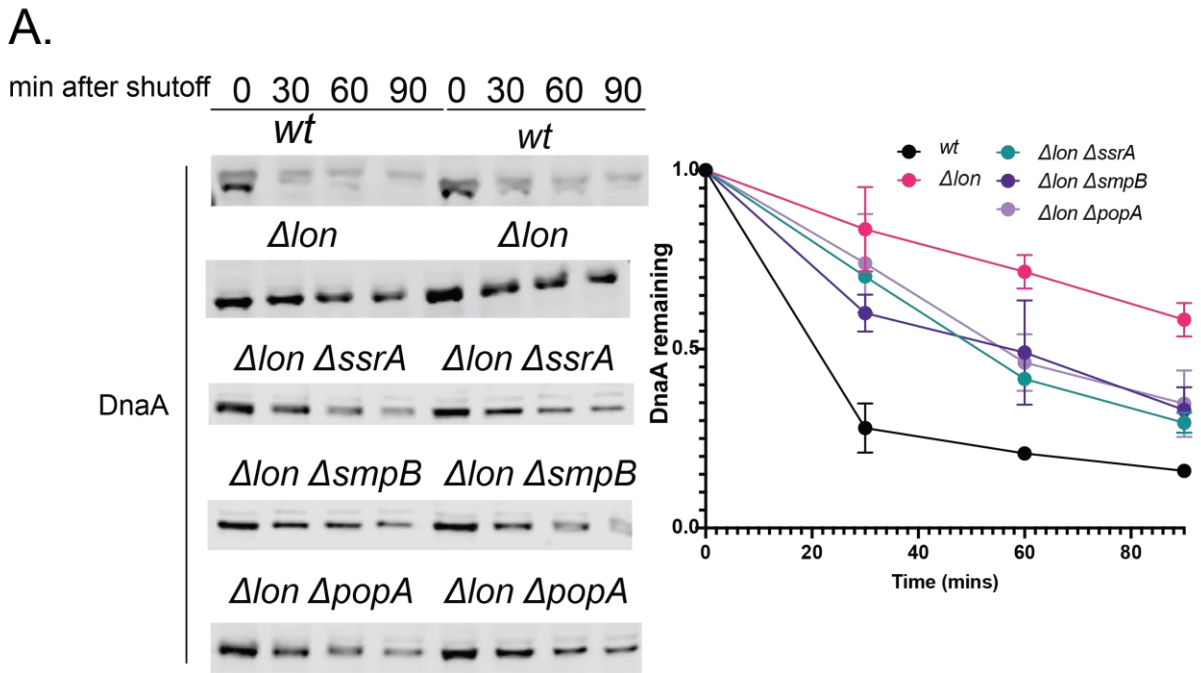 A.
min after shutoff 0 30 60 90 0 30 60 90
wt wt
Δlon Δlon
Δlon ΔssrA Δlon ΔssrA
DnaA
Δlon ΔsmpB Δlon ΔsmpB
Δlon ΔpopA Δlon ΔpopA
wt
Δlon
Δlon ΔssrA
Δlon ΔsmpB
Δlon ΔpopA
DnaA remaining
1.0
0.5
0.0
0 20 40 60 80
Time (mins)